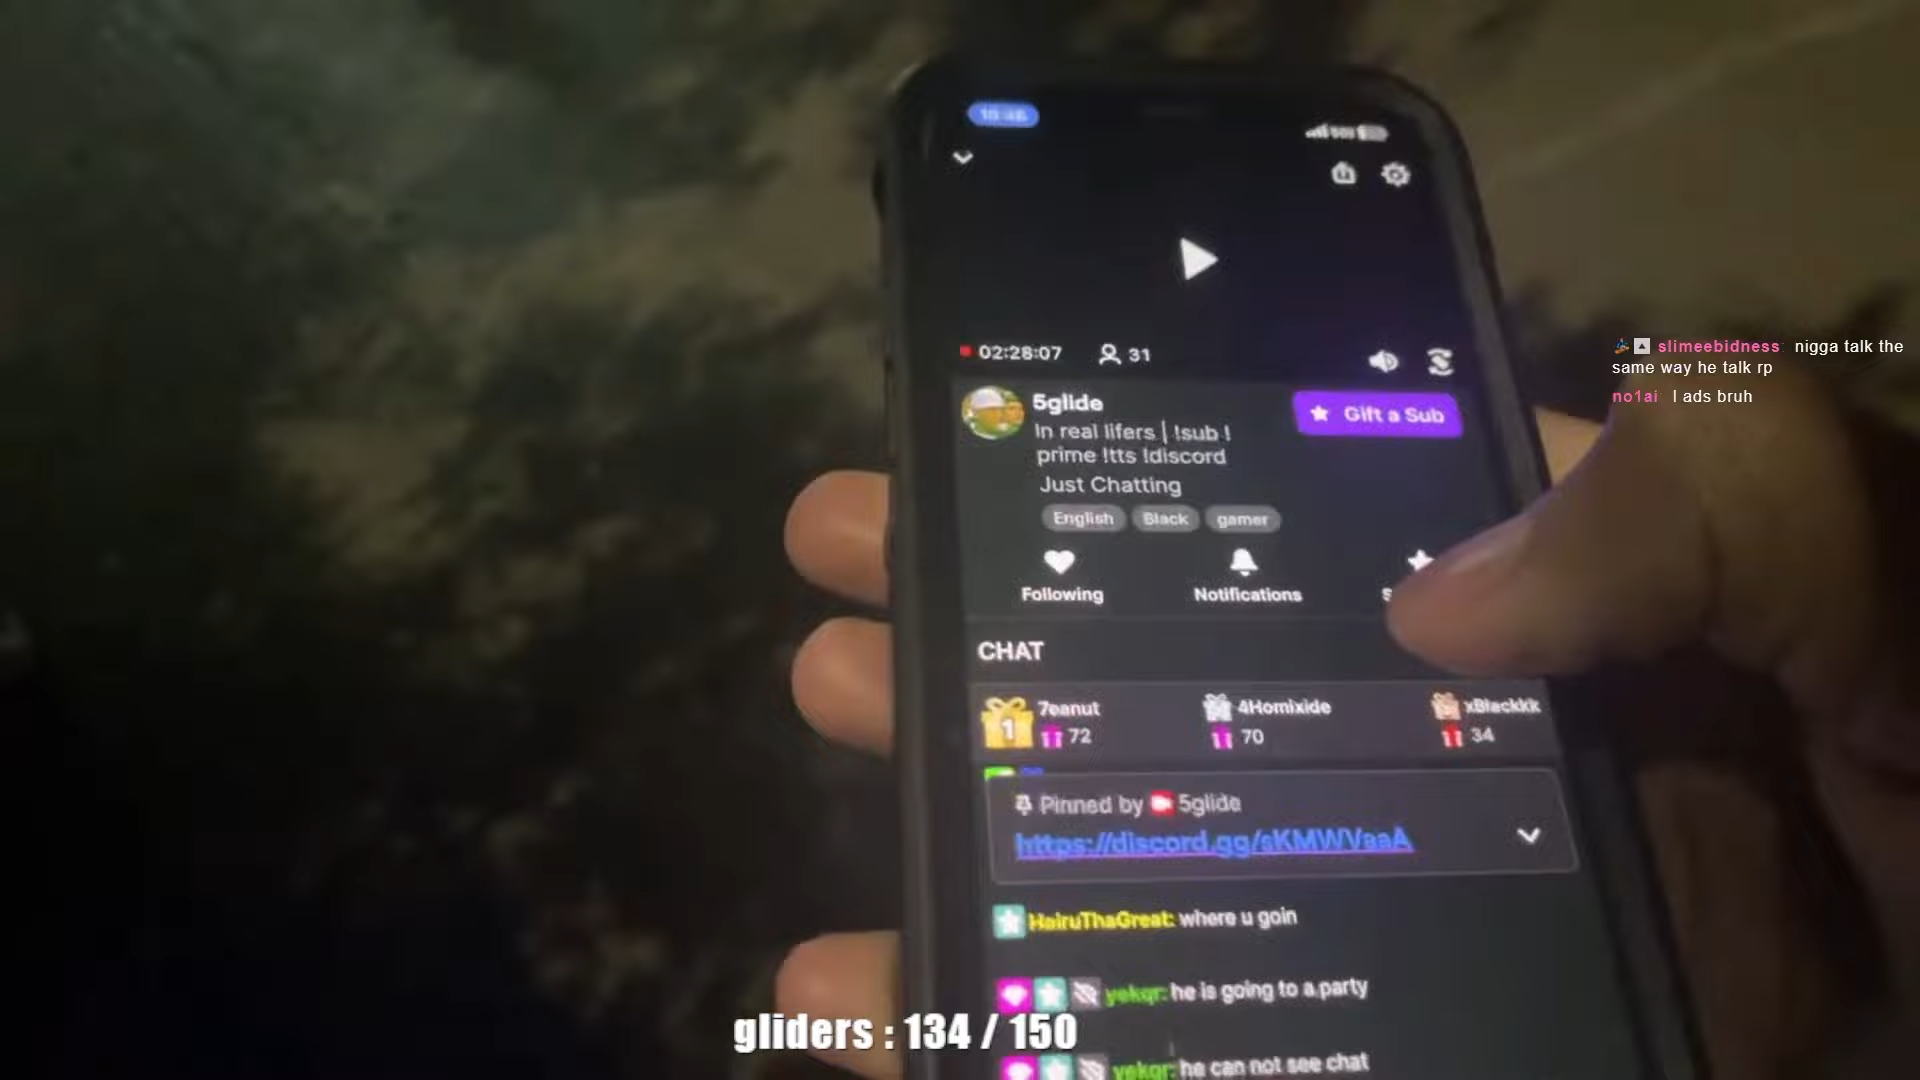 02:28:07 31
5glide
Gift a Sub
In real lifers | !sub !
prime !tts !discord
Just Chatting
English Black gamer
Following Notifications
CHAT
7eanut 4Homixide xBlackkk
1 72 70 34
Pinned by 5glide
https://discord.gg/sKMWVaaA
HairuThaGreat: where u goin
yekqr: he is going to a party
yekqr: he can not see chat
gliders : 134 / 150
slimeebidness: nigga talk the
same way he talk rp
no1ai I ads bruh